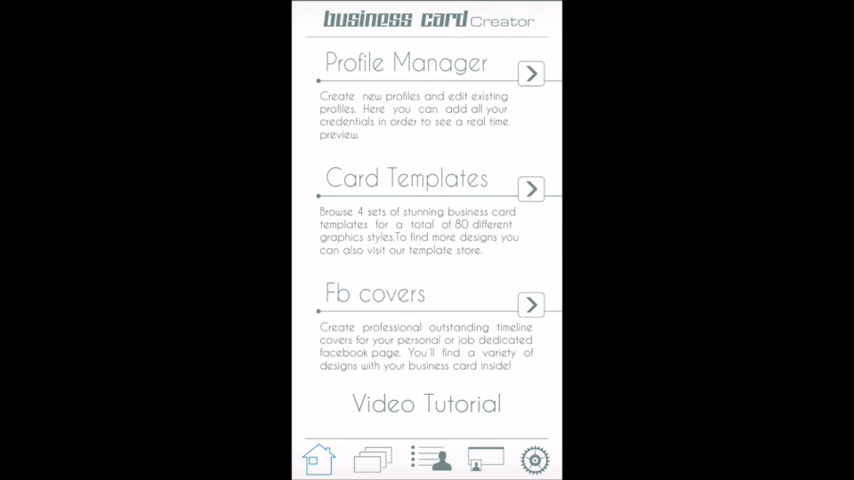 business card Creator
Profile Manager
Create new profiles and edit existing
profiles. Here you can add all your
credentials in order to see a real time
preview.
Card Templates
Browse 4 sets of stunning business card
templates for a total of 80 different
graphics styles.To find more designs you
can also visit our template store.
Fb covers
Create professional outstanding timeline
covers for your personal or job dedicated
facebook page. You'll find a variety of
designs with your business card inside!
Video Tutorial